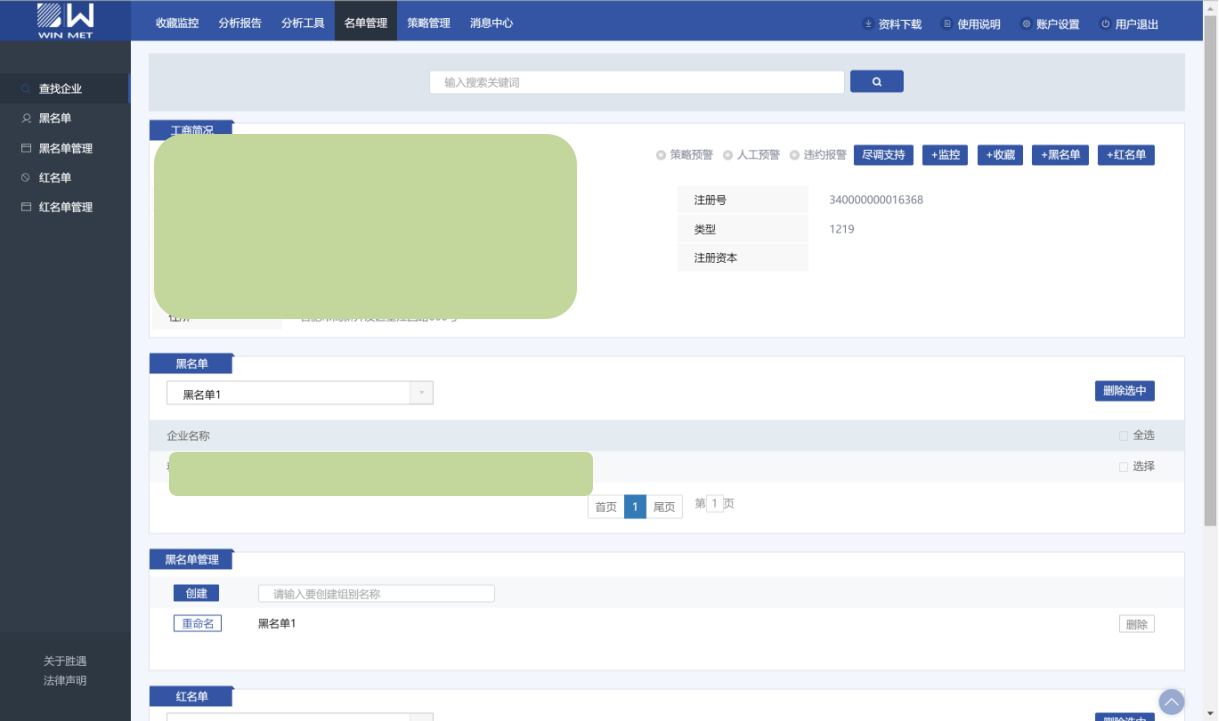 WIN MET
收藏监控 分析报告 分析工具 名单管理 策略管理 消息中心 资料下载 使用说明 账户设置 用户退出
查找企业
黑名单
黑名单管理
红名单
红名单管理
关于胜遇
法律声明
输入搜索关键词
工商简况
策略预警 人工预警 违约报警 尽调支持 +监控 +收藏 +黑名单 +红名单
注册号 340000000016368
类型 1219
注册资本
住所
黑名单
黑名单1 删除选中
企业名称 全选
选择
首页 1 尾页 第 1 页
黑名单管理
创建 请输入要创建组别名称
重命名 黑名单1 删除
红名单
删除选中